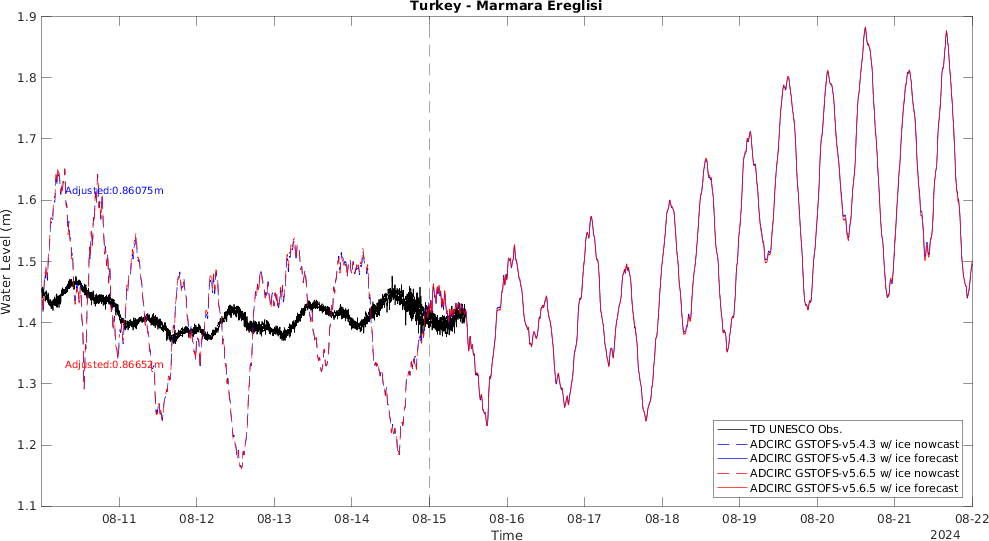 Turkey - Marmara Ereglisi
1.9
1.8
1.7
1.6
1.5
1.4
1.3
1.2
1.1
Water Level (m)
Adjusted:0.86075m
Adjusted:0.86652m
TD UNESCO Obs.
ADCIRC GSTOFS-v5.4.3 w/ ice nowcast
ADCIRC GSTOFS-v5.4.3 w/ ice forecast
ADCIRC GSTOFS-v5.6.5 w/ ice nowcast
ADCIRC GSTOFS-v5.6.5 w/ ice forecast
08-11 08-12 08-13 08-14 08-15 08-16 08-17 08-18 08-19 08-20 08-21 08-22
Time
2024